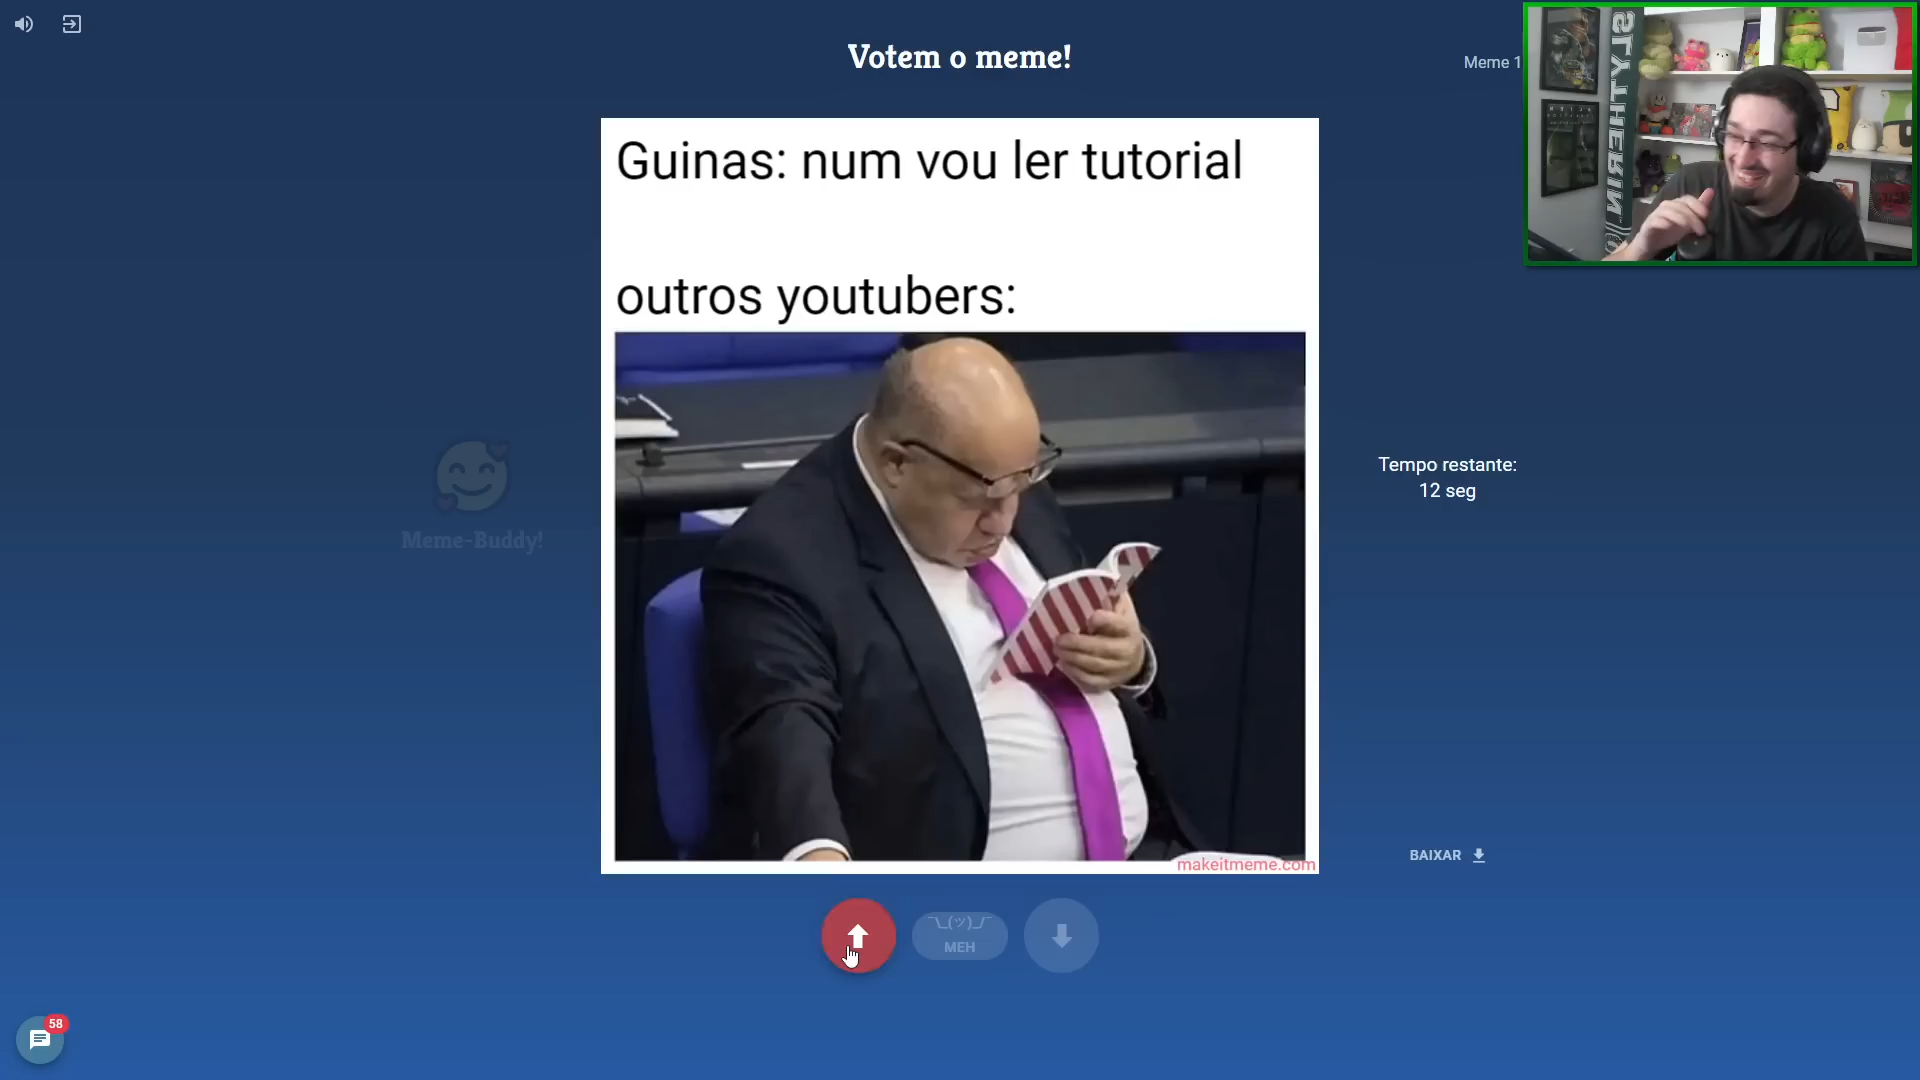 Votem o meme!
Meme 1
SLYTHERIN
Guinas: num vou ler tutorial
outros youtubers:
Tempo restante:
12 seg
Meme-Buddy!
BAIXAR
makeitmeme.com
¯\_(ツ)_/¯
MEH
58